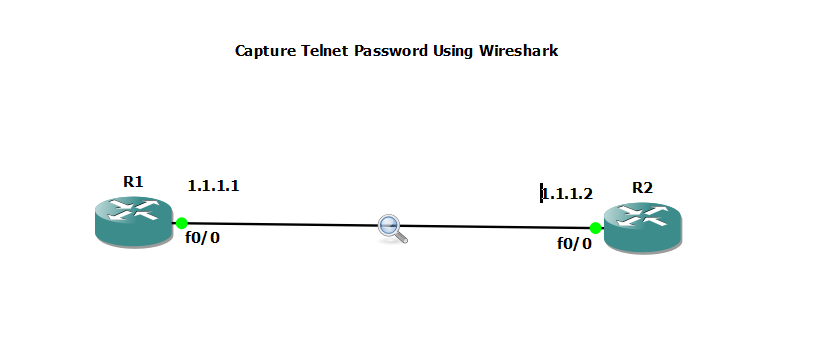 Capture Telnet Password Using Wireshark
R1
1.1.1.1
1.1.1.2
R2
f0/0
f0/0